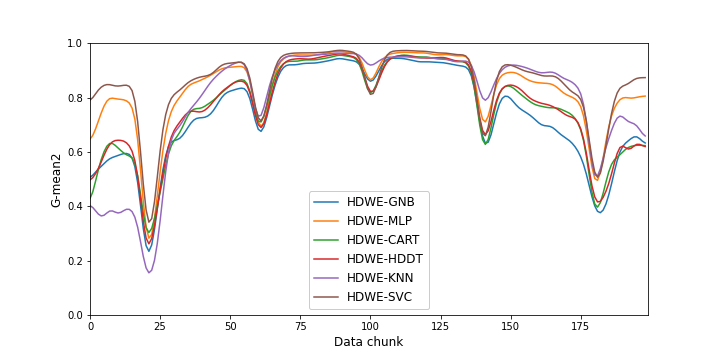 1.0
0.8
0.6
0.4
0.2
0.0
G-mean2
HDWE-GNB
HDWE-MLP
HDWE-CART
HDWE-HDDT
HDWE-KNN
HDWE-SVC
0 25 50 75 100 125 150 175
Data chunk